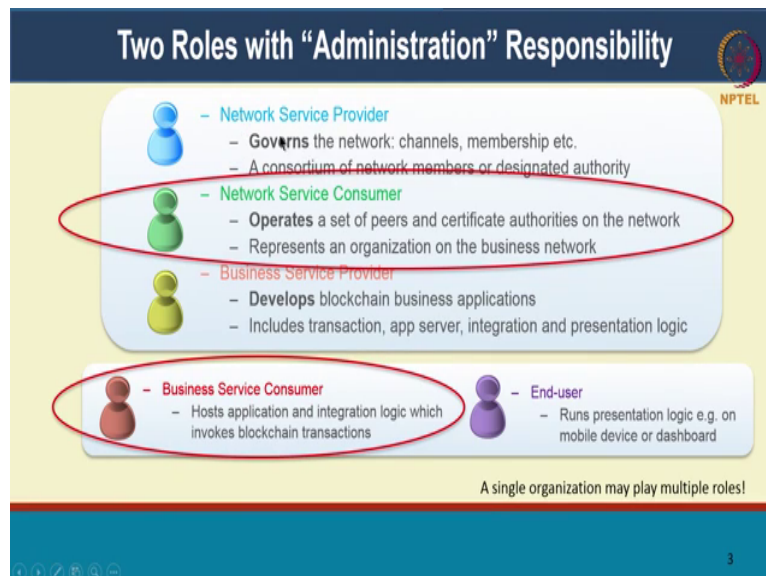 Two Roles with “Administration” Responsibility
NPTEL
– Network Service Provider
– Governs the network: channels, membership etc.
– A consortium of network members or designated authority
– Network Service Consumer
– Operates a set of peers and certificate authorities on the network
– Represents an organization on the business network
– Business Service Provider
– Develops blockchain business applications
– Includes transaction, app server, integration and presentation logic
– Business Service Consumer
– Hosts application and integration logic which
invokes blockchain transactions
– End-user
– Runs presentation logic e.g. on
mobile device or dashboard
A single organization may play multiple roles!
3